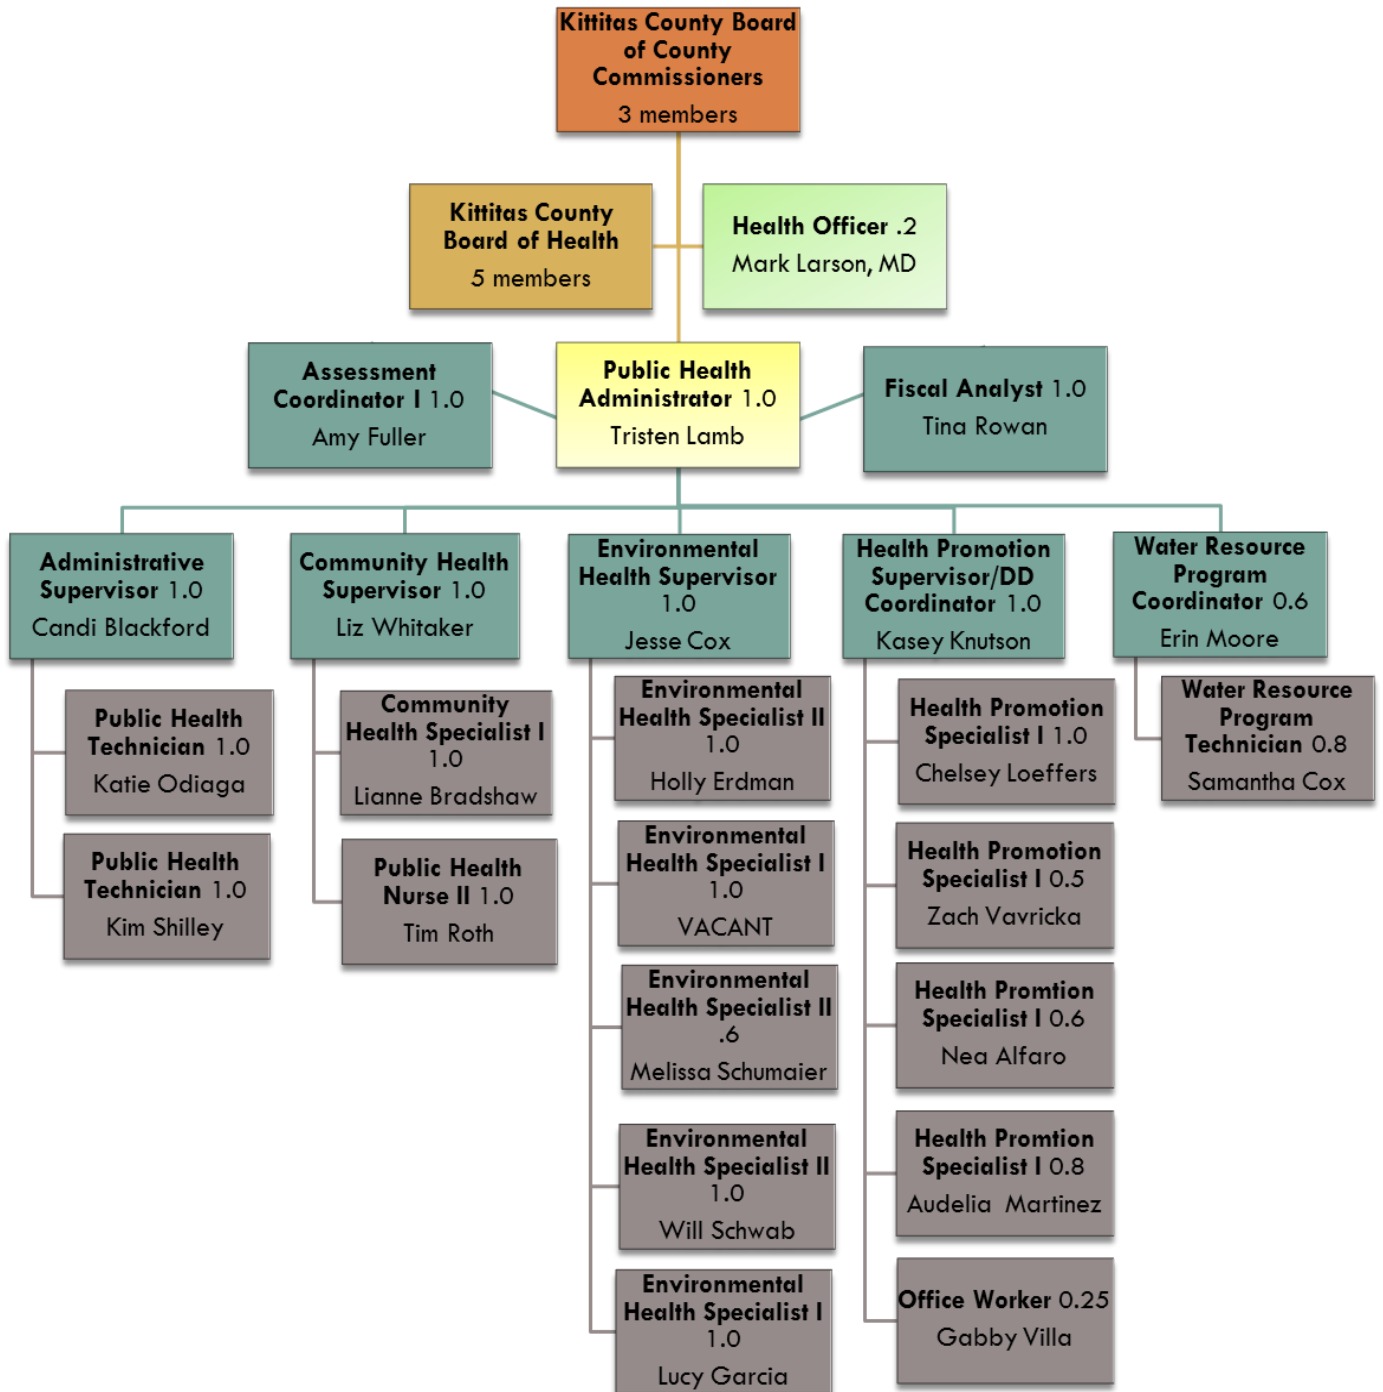 Kittitas County Board
of County
Commissioners
3 members
Kittitas County
Board of Health
5 members
Health Officer .2
Mark Larson, MD
Assessment
Coordinator I 1.0
Amy Fuller
Public Health
Administrator 1.0
Tristen Lamb
Fiscal Analyst 1.0
Tina Rowan
Administrative
Supervisor 1.0
Candi Blackford
Community Health
Supervisor 1.0
Liz Whitaker
Environmental
Health Supervisor
1.0
Jesse Cox
Health Promotion
Supervisor/DD
Coordinator 1.0
Kasey Knutson
Water Resource
Program
Coordinator 0.6
Erin Moore
Public Health
Technician 1.0
Katie Odiaga
Public Health
Technician 1.0
Kim Shilley
Community
Health Specialist I
1.0
Lianne Bradshaw
Public Health
Nurse II 1.0
Tim Roth
Environmental
Health Specialist II
1.0
Holly Erdman
Environmental
Health Specialist I
1.0
VACANT
Environmental
Health Specialist II
.6
Melissa Schumaier
Environmental
Health Specialist II
1.0
Will Schwab
Environmental
Health Specialist I
1.0
Lucy Garcia
Health Promotion
Specialist I 1.0
Chelsey Loeffers
Health Promotion
Specialist I 0.5
Zach Vavricka
Health Promtion
Specialist I 0.6
Nea Alfaro
Health Promtion
Specialist I 0.8
Audelia Martinez
Office Worker 0.25
Gabby Villa
Water Resource
Program
Technician 0.8
Samantha Cox